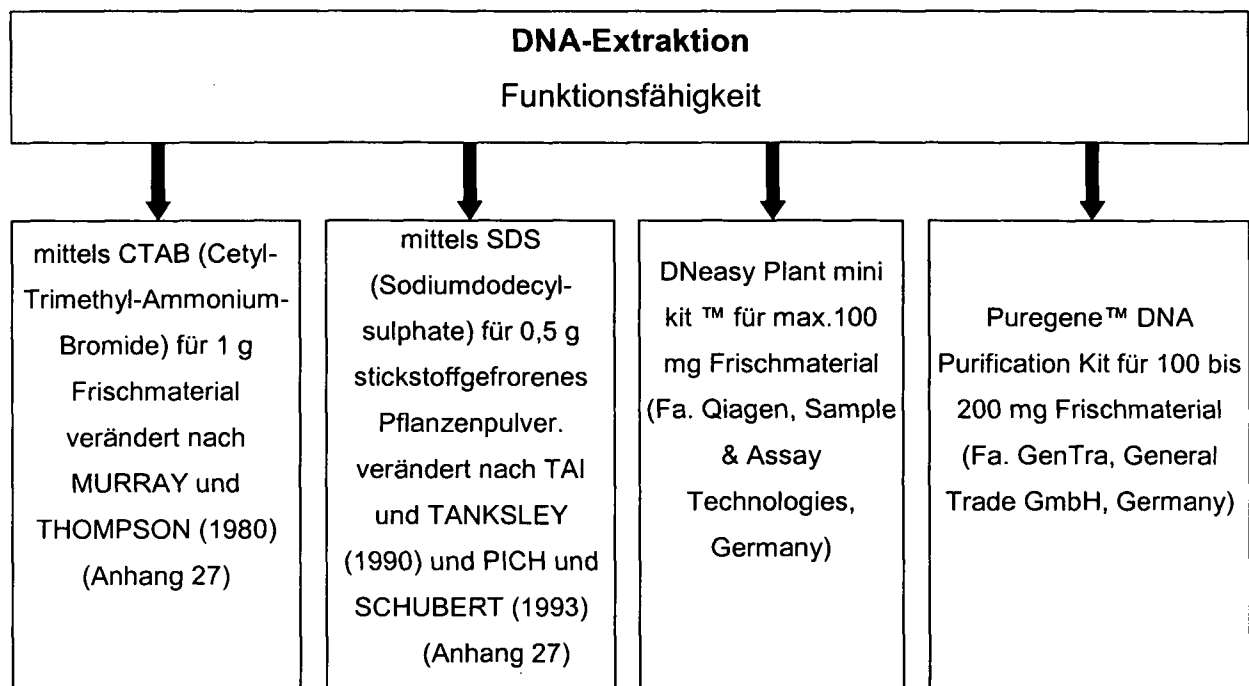 DNA-Extraktion
Funktionsfähigkeit
mittels CTAB (Cetyl-
Trimethyl-Ammonium-
Bromide) für 1 g
Frischmaterial
verändert nach
MURRAY und
THOMPSON (1980)
(Anhang 27)
mittels SDS
(Sodiumdodecyl-
sulphate) für 0,5 g
stickstoffgefrorenes
Pflanzenpulver.
verändert nach TAI
und TANKSLEY
(1990) und PICH und
SCHUBERT (1993)
(Anhang 27)
DNeasy Plant mini
kit ™ für max.100
mg Frischmaterial
(Fa. Qiagen, Sample
& Assay
Technologies,
Germany)
Puregene™ DNA
Purification Kit für 100 bis
200 mg Frischmaterial
(Fa. GenTra, General
Trade GmbH, Germany)